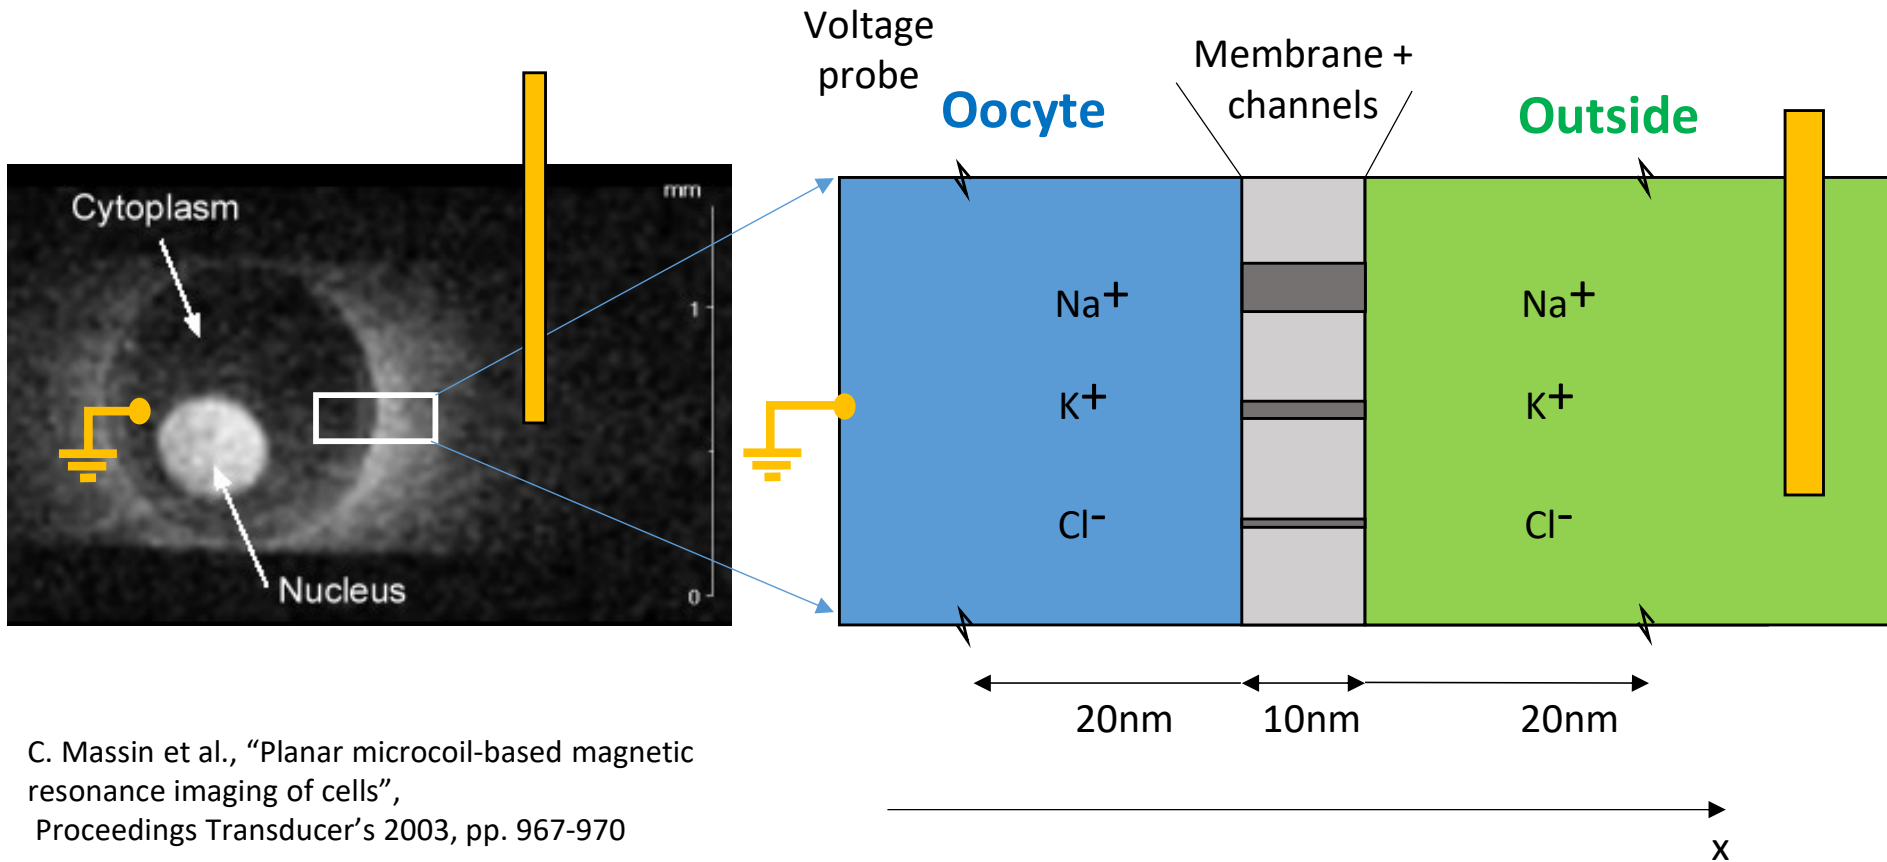 Voltage
probe
Oocyte
Membrane +
channels
Outside
Cytoplasm
mm
1
0
Nucleus
Na+
K+
Cl-
Na+
K+
Cl-
20nm
10nm
20nm
x
C. Massin et al., “Planar microcoil-based magnetic
resonance imaging of cells”,
Proceedings Transducer’s 2003, pp. 967-970